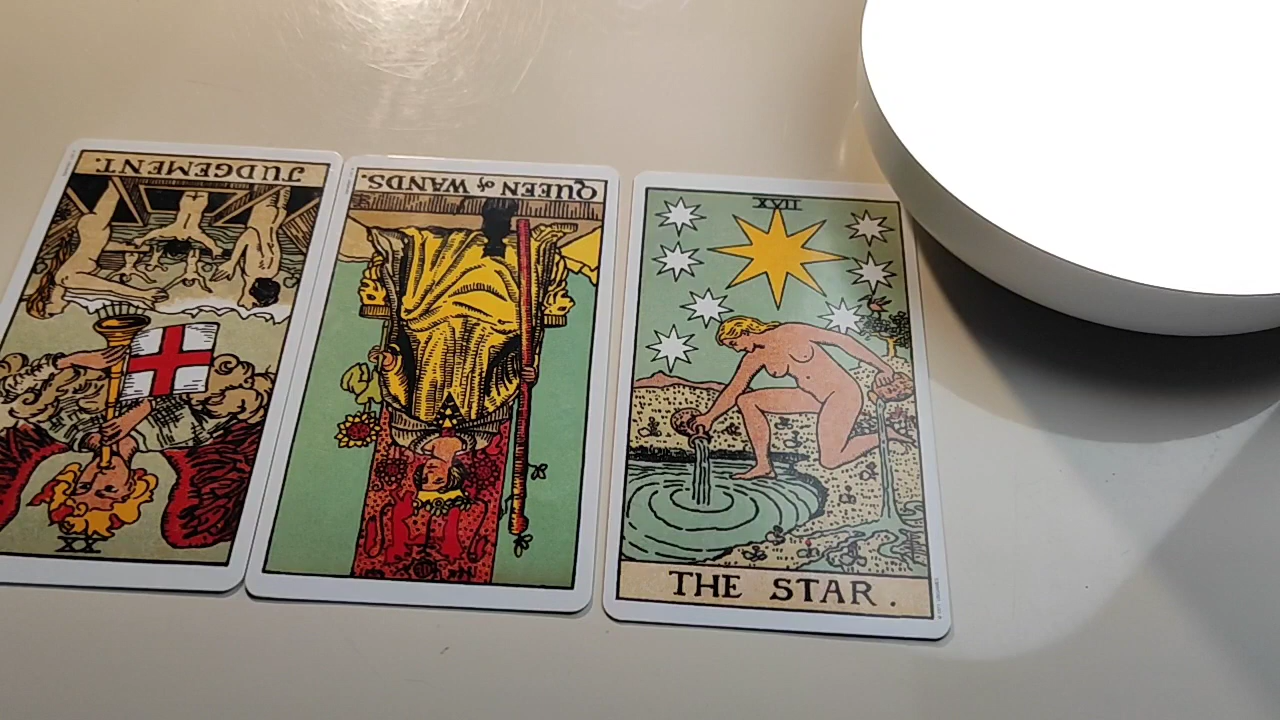 JUDGEMENT.
XX
QUEEN of WANDS.
XVII
THE STAR.